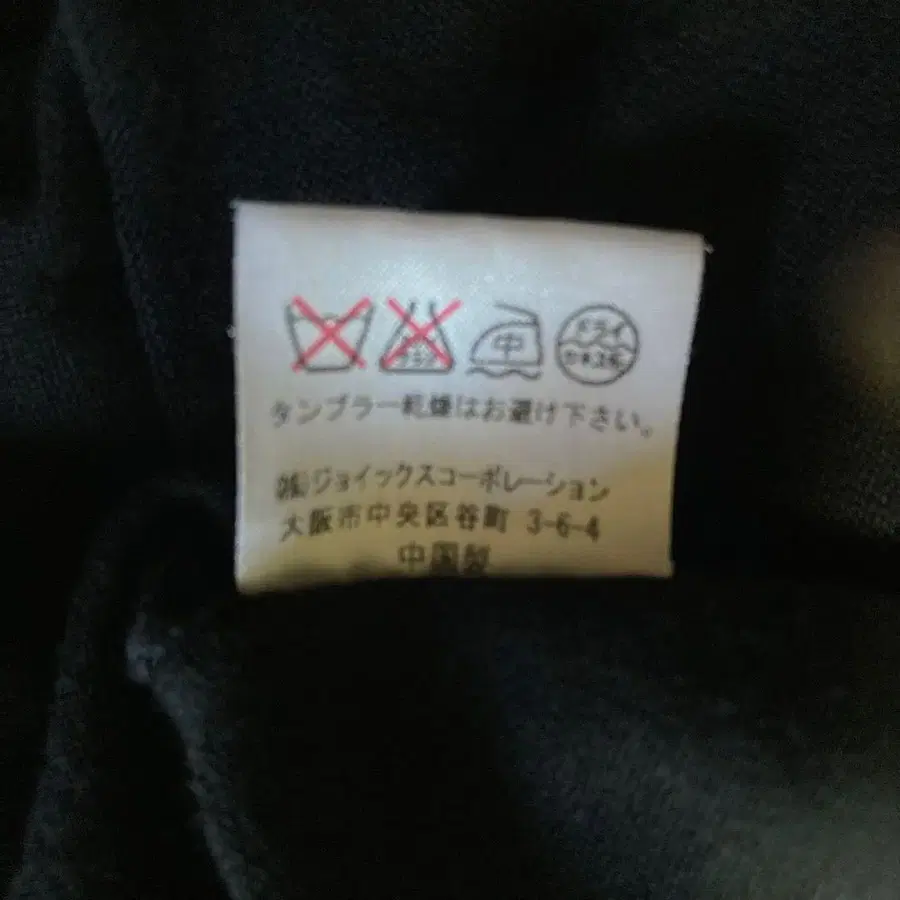 中 ドライ
タンブラー乾燥はお避け下さい。
㈱ジョイックスコーポレーション
大阪市中央区谷町 3-6-4
中国製